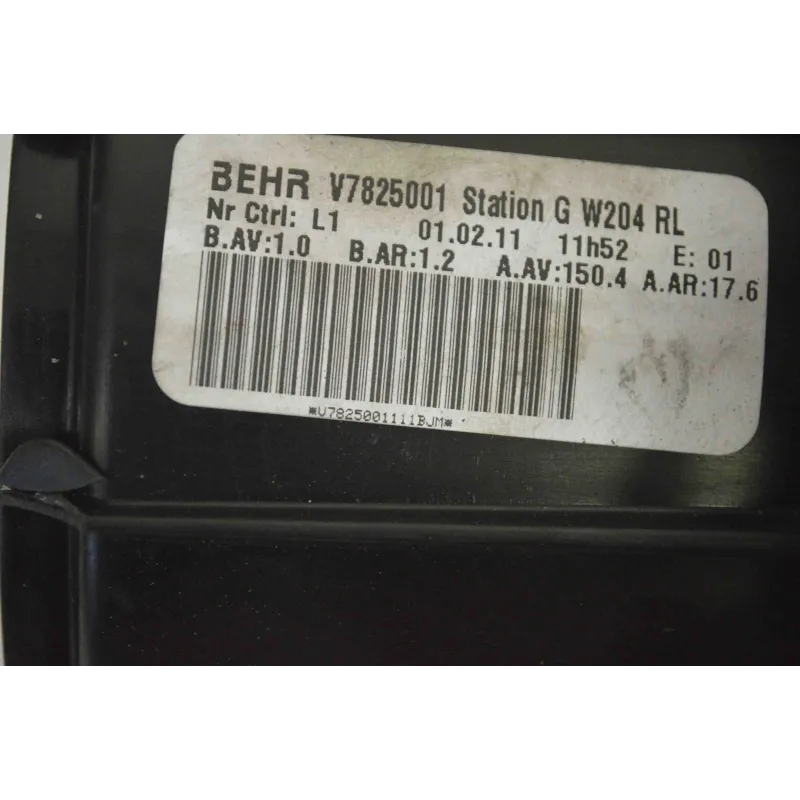 BEHR V7825001 Station G W204 RL
Nr Ctrl: L1 01.02.11 11h52 E: 01
B.AV:1.0 B.AR:1.2 A.AV:150.4 A.AR:17.6
*V7825001111BJM*